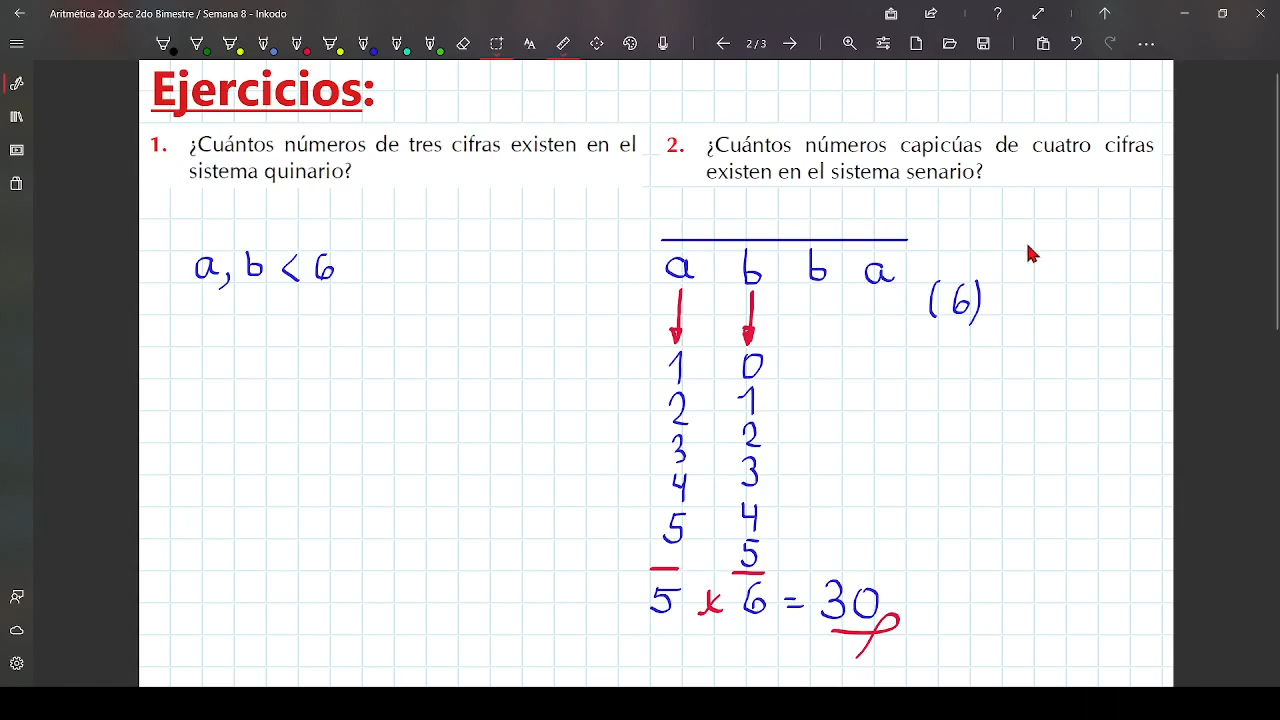 Aritmética 2do Sec 2do Bimestre / Semana 8 - Inkodo
2/3
Ejercicios:
1. ¿Cuántos números de tres cifras existen en el
sistema quinario?
2. ¿Cuántos números capicúas de cuatro cifras
existen en el sistema senario?
a, b < 6
a b b a (6)
1 0
2 1
3 2
4 3
5 4
5
5 x 6 = 30